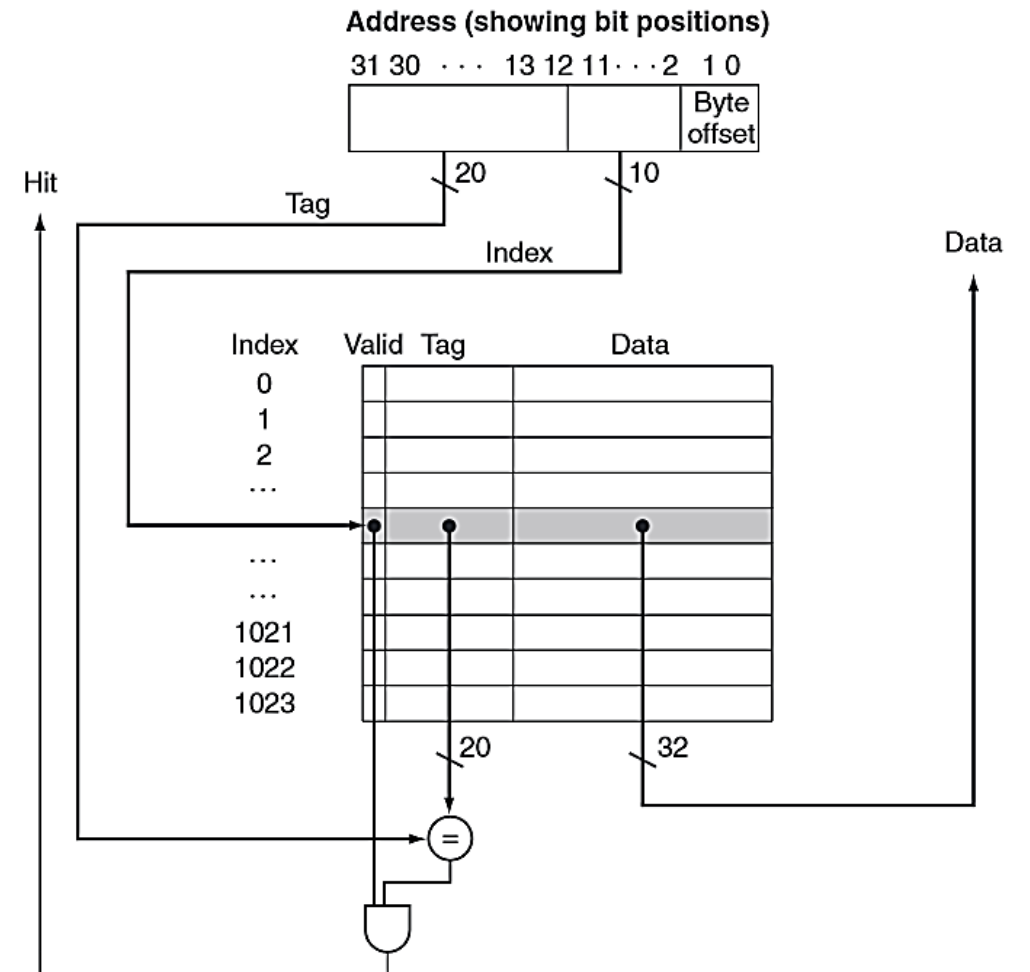 Address (showing bit positions)
31 30 · · · 13 12 11 · · · 2 1 0
Byte
offset
20
10
Hit
Tag
Data
Index
Index Valid Tag Data
0
1
2
···
···
···
1021
1022
1023
20
32
=